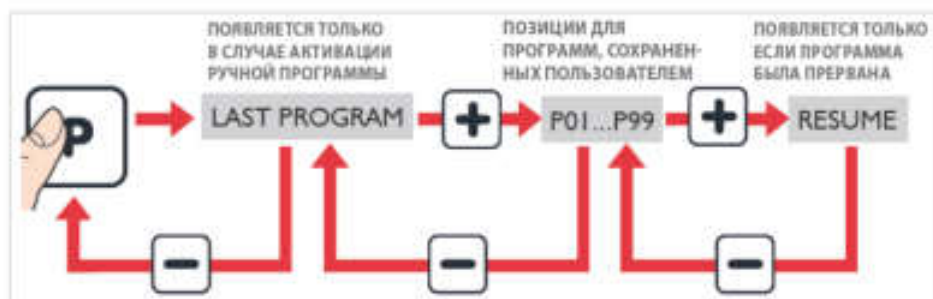 ПОЯВЛЯЕТСЯ ТОЛЬКО
В СЛУЧАЕ АКТИВАЦИИ
РУЧНОЙ ПРОГРАММЫ
ПОЗИЦИИ ДЛЯ
ПРОГРАММ, СОХРАНЕН-
НЫХ ПОЛЬЗОВАТЕЛЕМ
ПОЯВЛЯЕТСЯ ТОЛЬКО
ЕСЛИ ПРОГРАММА
БЫЛА ПРЕРВАНА
P
LAST PROGRAM
+
P01...P99
+
RESUME
−
−
−